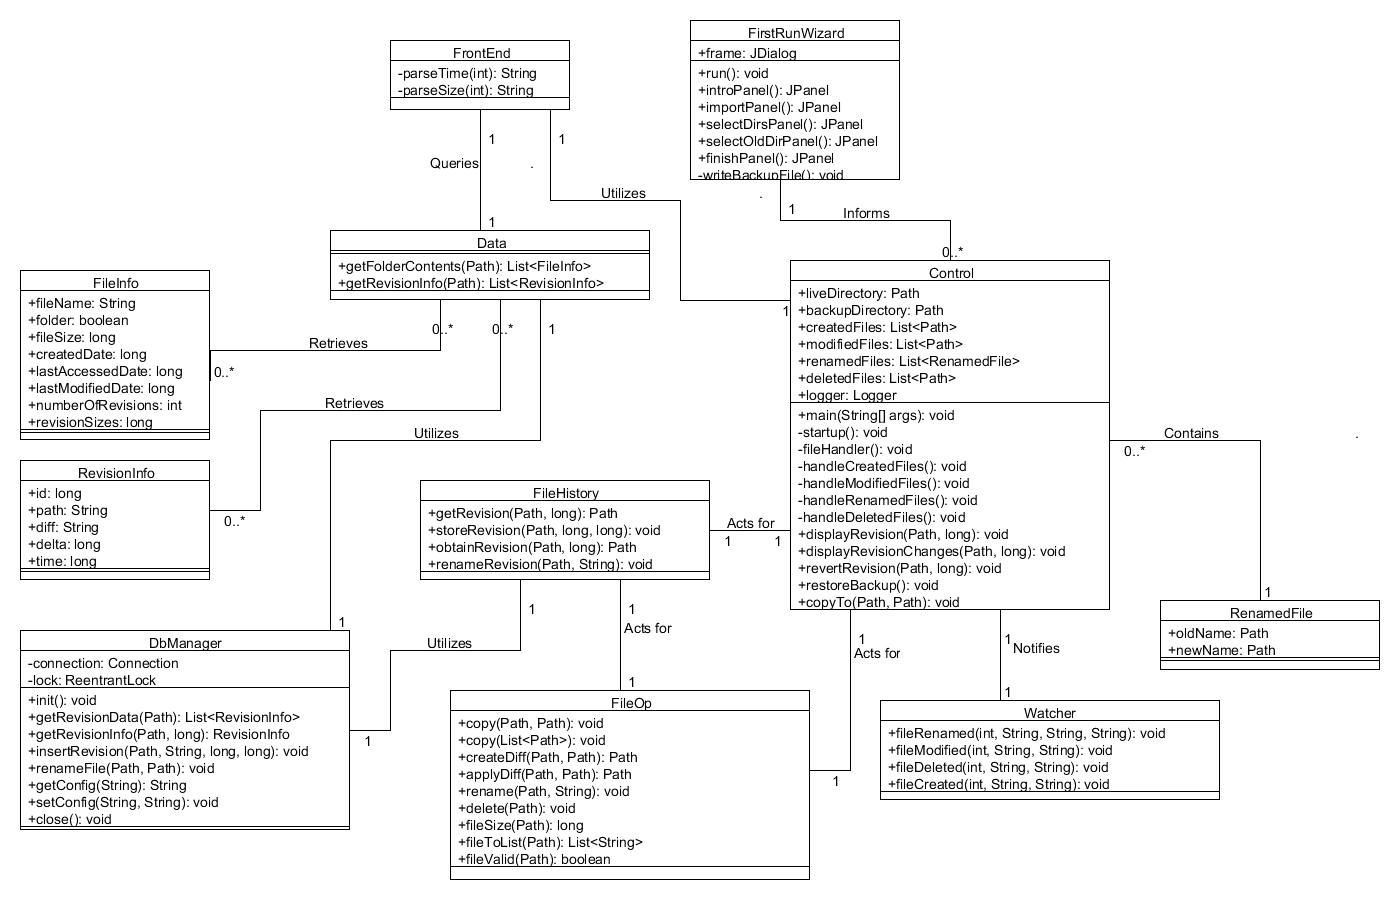 FirstRunWizard
+frame: JDialog
+run(): void
+introPanel(): JPanel
+importPanel(): JPanel
+selectDirsPanel(): JPanel
+selectOldDirPanel(): JPanel
+finishPanel(): JPanel
-writeBackupFile(): void
FrontEnd
-parseTime(int): String
-parseSize(int): String
1
1
Queries
.
Utilizes
.
1
Informs
1
0..*
Data
+getFolderContents(Path): List<FileInfo>
+getRevisionInfo(Path): List<RevisionInfo>
0..*
0..*
1
Retrieves
0..*
Retrieves
Utilizes
0..*
1
FileInfo
+fileName: String
+folder: boolean
+fileSize: long
+createdDate: long
+lastAccessedDate: long
+lastModifiedDate: long
+numberOfRevisions: int
+revisionSizes: long
RevisionInfo
+id: long
+path: String
+diff: String
+delta: long
+time: long
Control
+liveDirectory: Path
+backupDirectory: Path
+createdFiles: List<Path>
+modifiedFiles: List<Path>
+renamedFiles: List<RenamedFile>
+deletedFiles: List<Path>
+logger: Logger
+main(String[] args): void
-startup(): void
-fileHandler(): void
-handleCreatedFiles(): void
-handleModifiedFiles(): void
-handleRenamedFiles(): void
-handleDeletedFiles(): void
+displayRevision(Path, long): void
+displayRevisionChanges(Path, long): void
+revertRevision(Path, long): void
+restoreBackup(): void
+copyTo(Path, Path): void
1
Contains
.
0..*
1
FileHistory
+getRevision(Path, long): Path
+storeRevision(Path, long, long): void
+obtainRevision(Path, long): Path
+renameRevision(Path, String): void
Acts for
1
1
RenamedFile
+oldName: Path
+newName: Path
1
1
Utilizes
Acts for
1
1
1
Acts for
1
1
Notifies
1
DbManager
-connection: Connection
-lock: ReentrantLock
+init(): void
+getRevisionData(Path): List<RevisionInfo>
+getRevisionInfo(Path, long): RevisionInfo
+insertRevision(Path, String, long, long): void
+renameFile(Path, Path): void
+getConfig(String): String
+setConfig(String, String): void
+close(): void
FileOp
+copy(Path, Path): void
+copy(List<Path>): void
+createDiff(Path, Path): Path
+applyDiff(Path, Path): Path
+rename(Path, String): void
+delete(Path): void
+fileSize(Path): long
+fileToList(Path): List<String>
+fileValid(Path): boolean
Watcher
+fileRenamed(int, String, String, String): void
+fileModified(int, String, String): void
+fileDeleted(int, String, String): void
+fileCreated(int, String, String): void